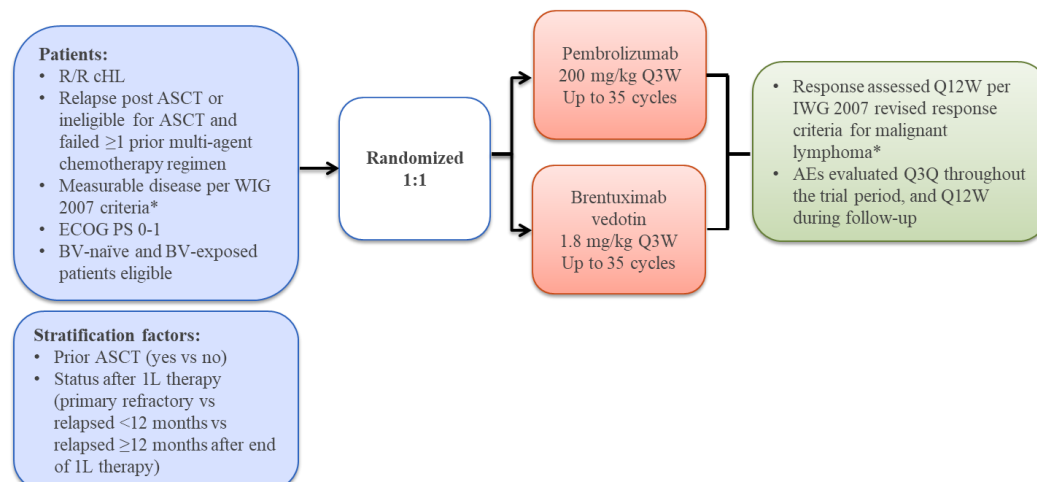 Patients:
• R/R cHL
• Relapse post ASCT or
ineligible for ASCT and
failed ≥1 prior multi-agent
chemotherapy regimen
• Measurable disease per WIG
2007 criteria*
• ECOG PS 0-1
• BV-naïve and BV-exposed
patients eligible
Stratification factors:
• Prior ASCT (yes vs no)
• Status after 1L therapy
(primary refractory vs
relapsed <12 months vs
relapsed ≥12 months after end
of 1L therapy)
Randomized
1:1
Pembrolizumab
200 mg/kg Q3W
Up to 35 cycles
Brentuximab
vedotin
1.8 mg/kg Q3W
Up to 35 cycles
• Response assessed Q12W per
IWG 2007 revised response
criteria for malignant
lymphoma*
• AEs evaluated Q3Q throughout
the trial period, and Q12W
during follow-up